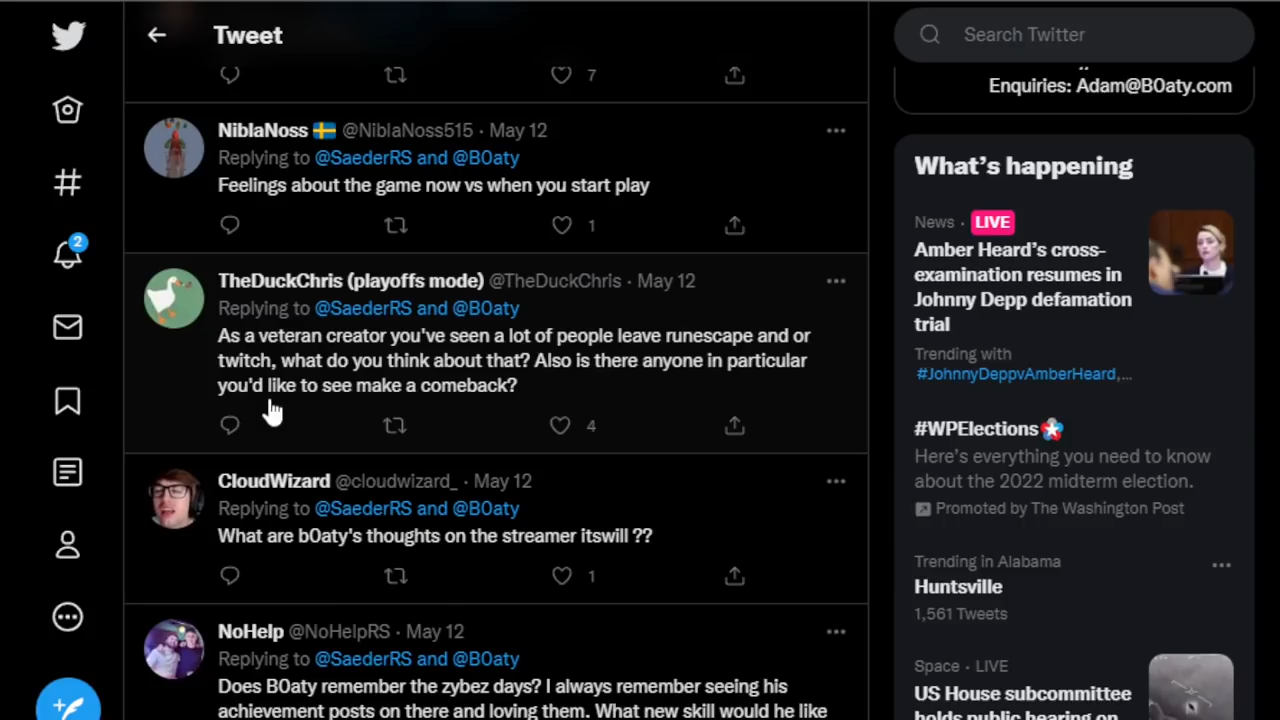 Tweet
7
NiblaNoss 🇸🇪 @NiblaNoss515 · May 12
Replying to @SaederRS and @B0aty
Feelings about the game now vs when you start play
1
TheDuckChris (playoffs mode) @TheDuckChris · May 12
Replying to @SaederRS and @B0aty
As a veteran creator you've seen a lot of people leave runescape and or
twitch, what do you think about that? Also is there anyone in particular
you'd like to see make a comeback?
4
CloudWizard @cloudwizard_ · May 12
Replying to @SaederRS and @B0aty
What are b0aty's thoughts on the streamer itswill ??
1
NoHelp @NoHelpRS · May 12
Replying to @SaederRS and @B0aty
Does B0aty remember the zybez days? I always remember seeing his
achievement posts on there and loving them. What new skill would he like
2
Search Twitter
Enquiries: Adam@B0aty.com
What's happening
News · LIVE
Amber Heard's cross-
examination resumes in
Johnny Depp defamation
trial
Trending with
#JohnnyDeppvAmberHeard,...
#WPElections
Here's everything you need to know
about the 2022 midterm election.
Promoted by The Washington Post
Trending in Alabama
Huntsville
1,561 Tweets
Space · LIVE
US House subcommittee
holds public hearing on